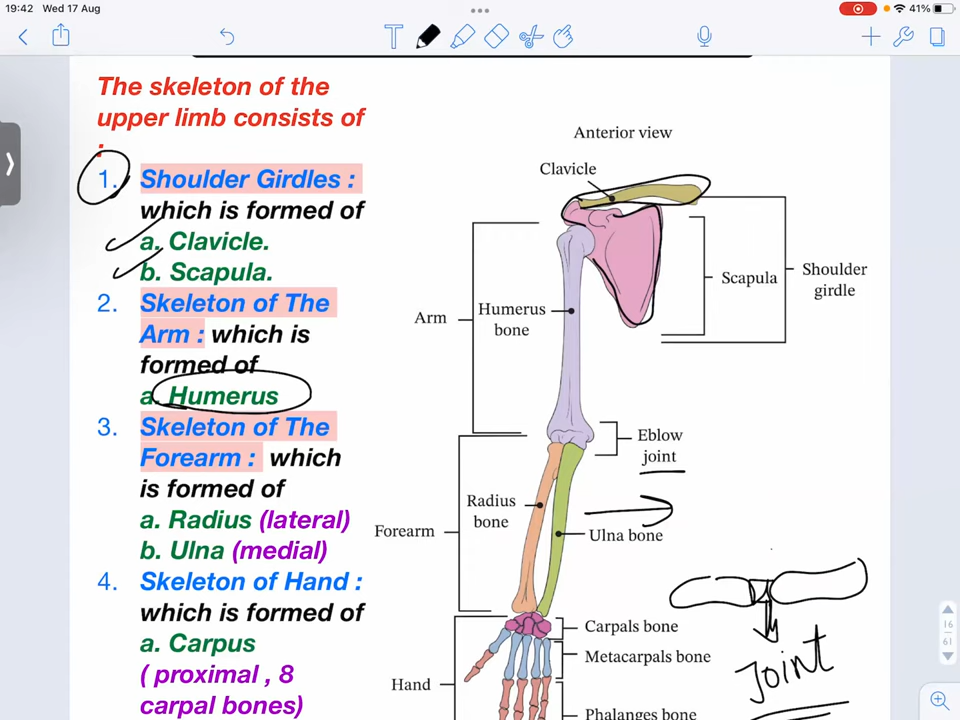 19:42 Wed 17 Aug
41%
The skeleton of the
upper limb consists of
:
1. Shoulder Girdles :
which is formed of
a. Clavicle.
b. Scapula.
2. Skeleton of The
Arm : which is
formed of
a. Humerus
3. Skeleton of The
Forearm : which
is formed of
a. Radius (lateral)
b. Ulna (medial)
4. Skeleton of Hand :
which is formed of
a. Carpus
( proximal , 8
carpal bones)
Anterior view
Clavicle
Scapula
Shoulder
girdle
Arm
Humerus
bone
Eblow
joint
Radius
bone
Forearm
Ulna bone
Carpals bone
Metacarpals bone
Hand
Phalanges bone
Joint
16
61